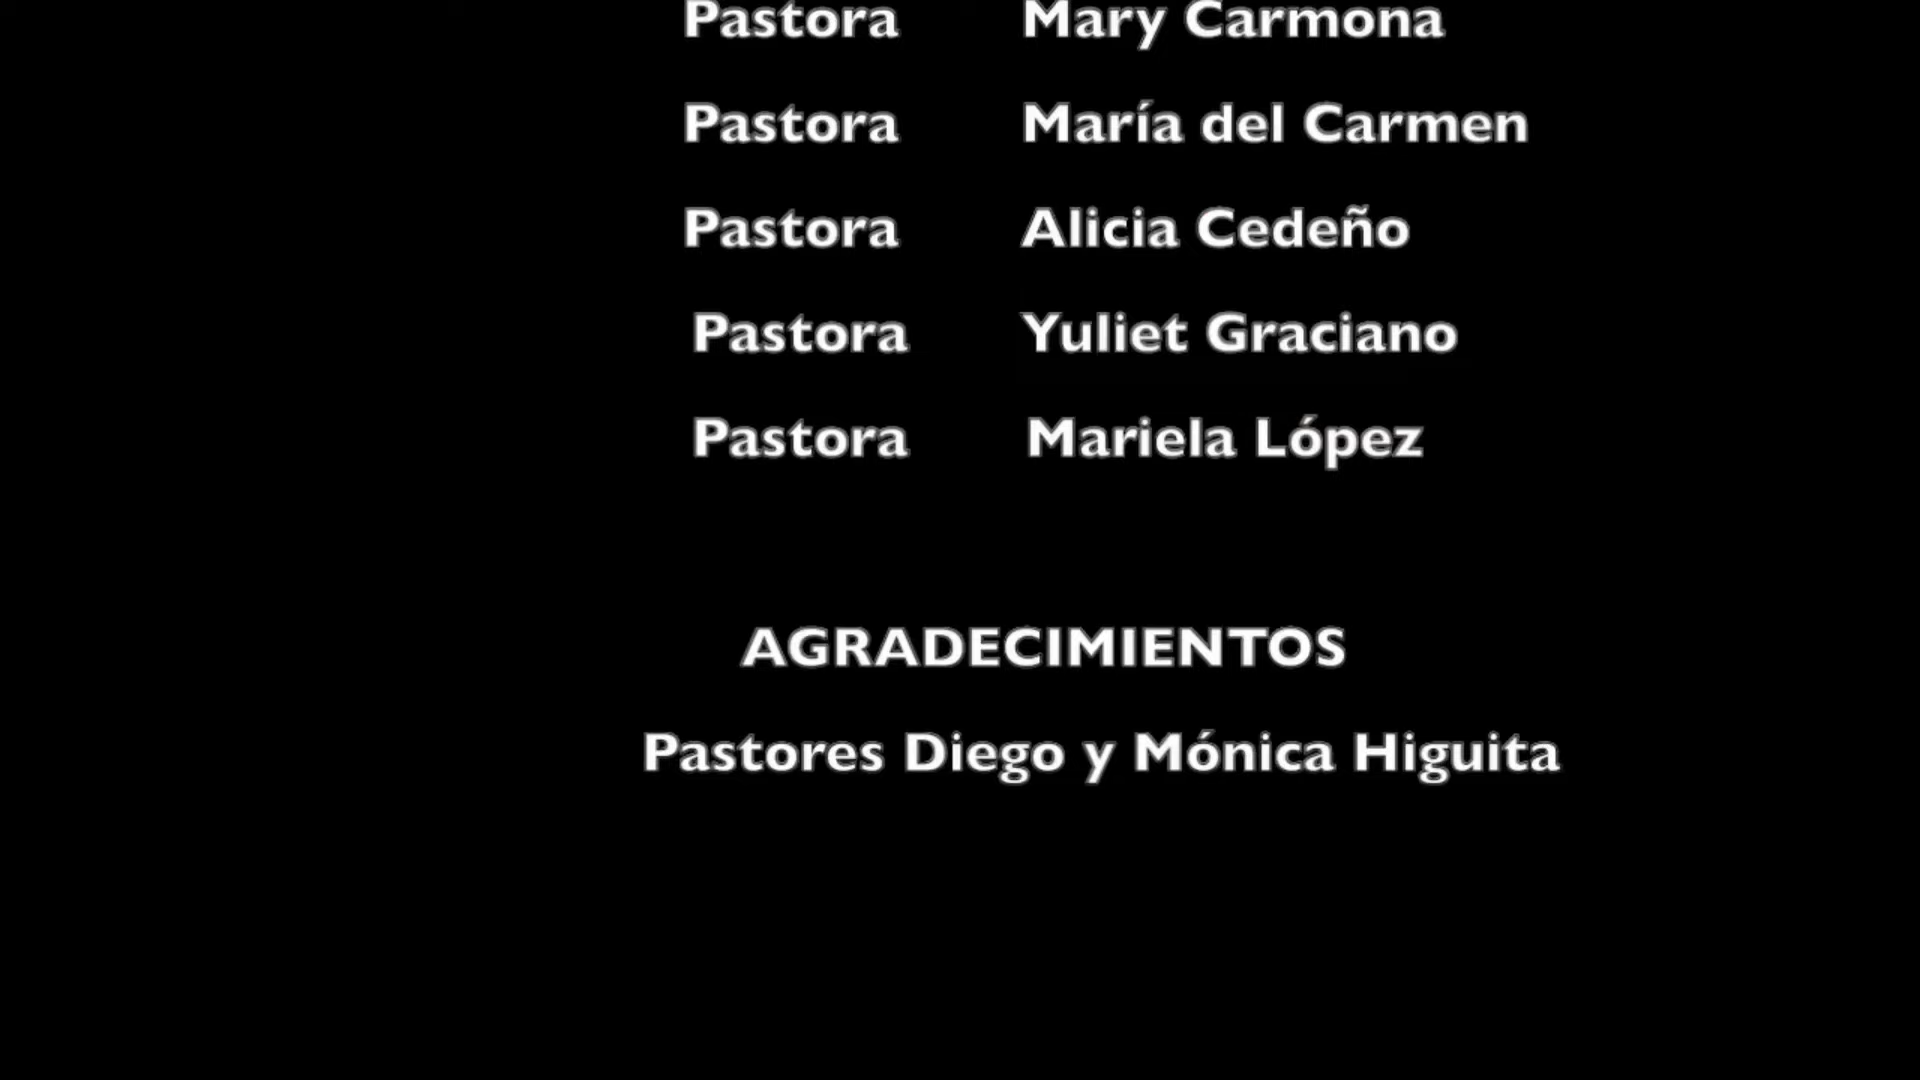 Pastora Mary Carmona
Pastora María del Carmen
Pastora Alicia Cedeño
Pastora Yuliet Graciano
Pastora Mariela López
AGRADECIMIENTOS
Pastores Diego y Mónica Higuita